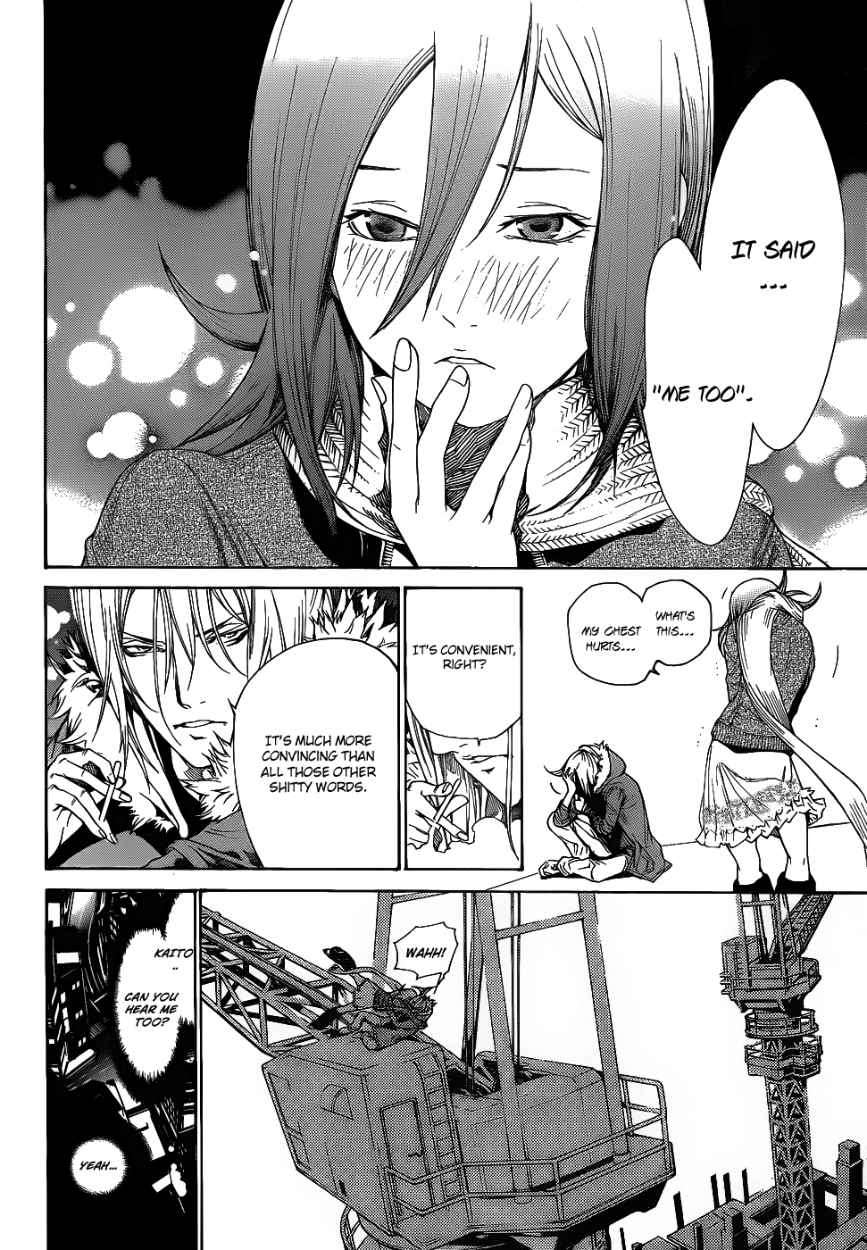 IT SAID
...
"ME TOO".
WHAT'S
THIS...
MY CHEST
HURTS...
IT'S CONVENIENT,
RIGHT?
IT'S MUCH MORE
CONVINCING THAN
ALL THOSE OTHER
SHITTY WORDS.
WAHH!
KAITO
..
CAN YOU
HEAR ME
TOO?
YEAH...